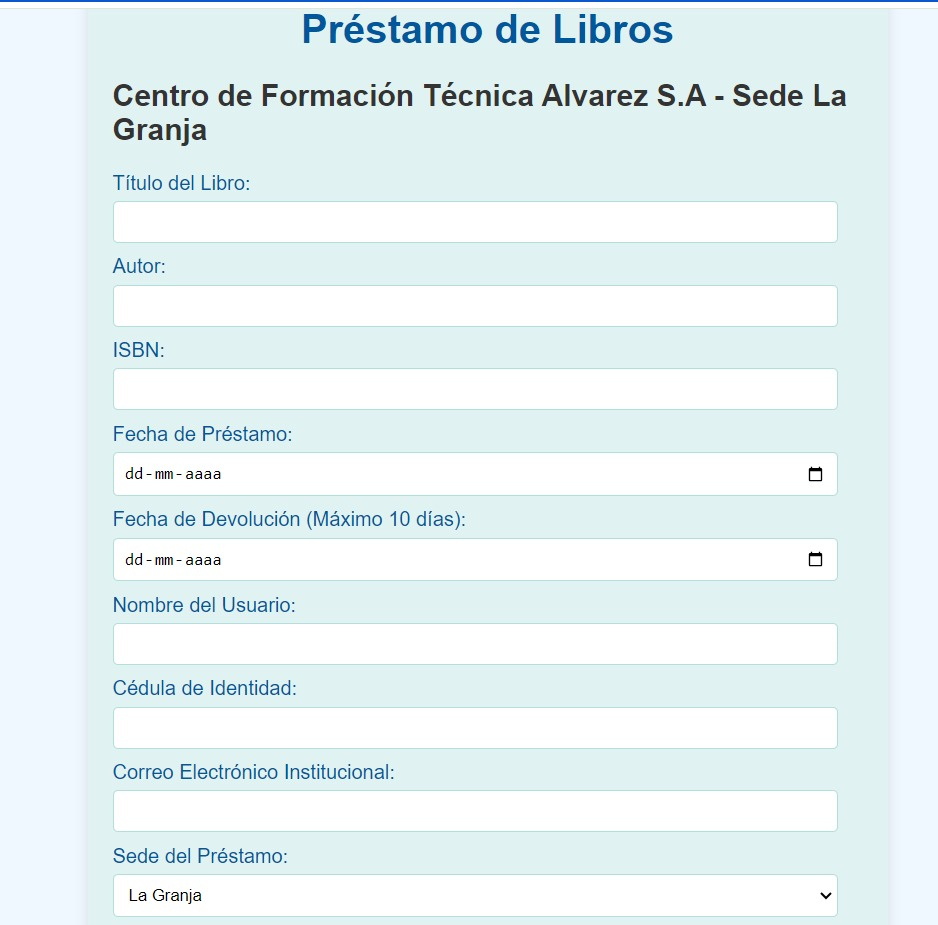 Préstamo de Libros
Centro de Formación Técnica Alvarez S.A - Sede La
Granja
Título del Libro:
Autor:
ISBN:
Fecha de Préstamo:
dd-mm-aaaa
Fecha de Devolución (Máximo 10 días):
dd-mm-aaaa
Nombre del Usuario:
Cédula de Identidad:
Correo Electrónico Institucional:
Sede del Préstamo:
La Granja